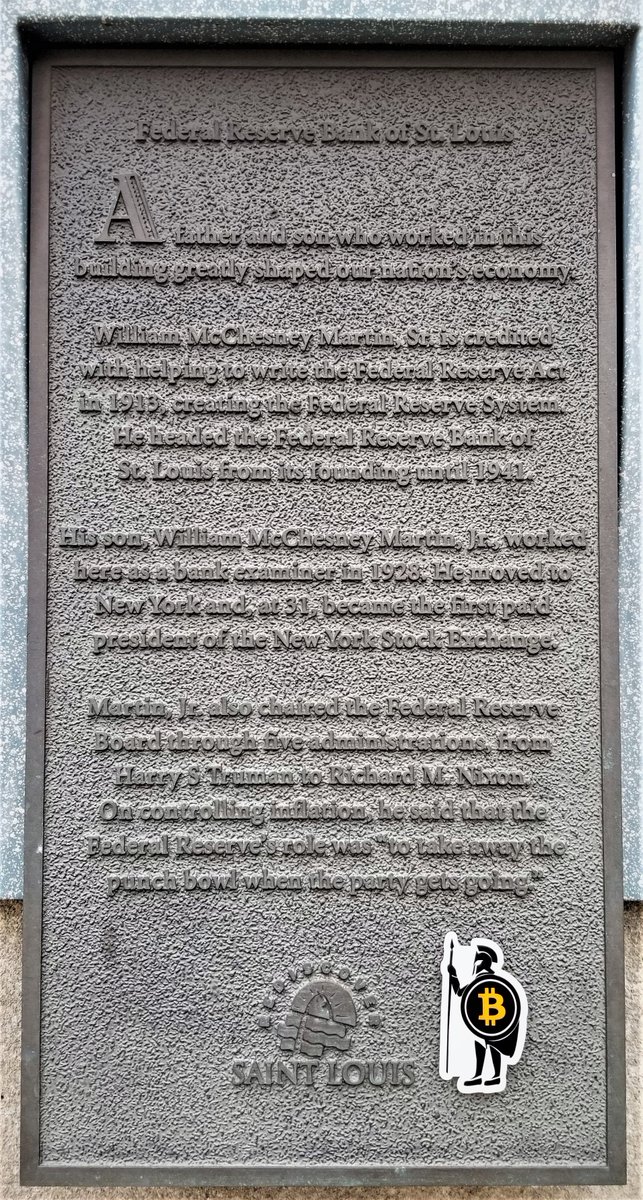 Federal Reserve Bank of St. Louis
A father and son who worked in this
building greatly shaped our nation's economy.
William McChesney Martin, Sr. is credited
with helping to write the Federal Reserve Act
in 1913, creating the Federal Reserve System.
He headed the Federal Reserve Bank of
St. Louis from its founding until 1941.
His son, William McChesney Martin, Jr., worked
here as a bank examiner in 1928. He moved to
New York and, at 31, became the first paid
president of the New York Stock Exchange.
Martin, Jr. also chaired the Federal Reserve
Board through five administrations, from
Harry S. Truman to Richard M. Nixon.
On controlling inflation, he said that the
Federal Reserve's role was "to take away the
punch bowl when the party gets going."
REDISCOVER
SAINT LOUIS
₿